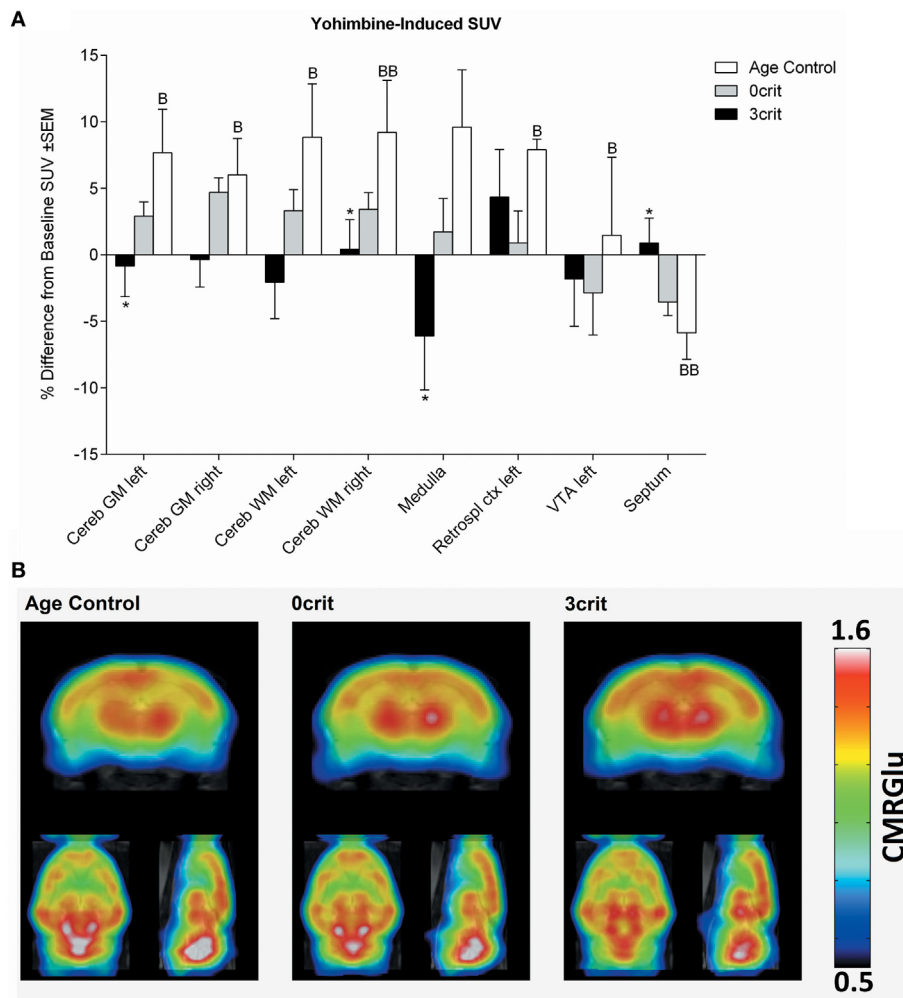 A
Yohimbine-Induced SUV
% Difference from Baseline SUV ±SEM
15
10
5
0
-5
-10
-15
B
B
B
BB
B
B
*
*
*
*
BB
Age Control
0crit
3crit
Cereb GM left
Cereb GM right
Cereb WM left
Cereb WM right
Medulla
Retrospl ctx left
VTA left
Septum
B
Age Control
0crit
3crit
1.6
CMRGlu
0.5